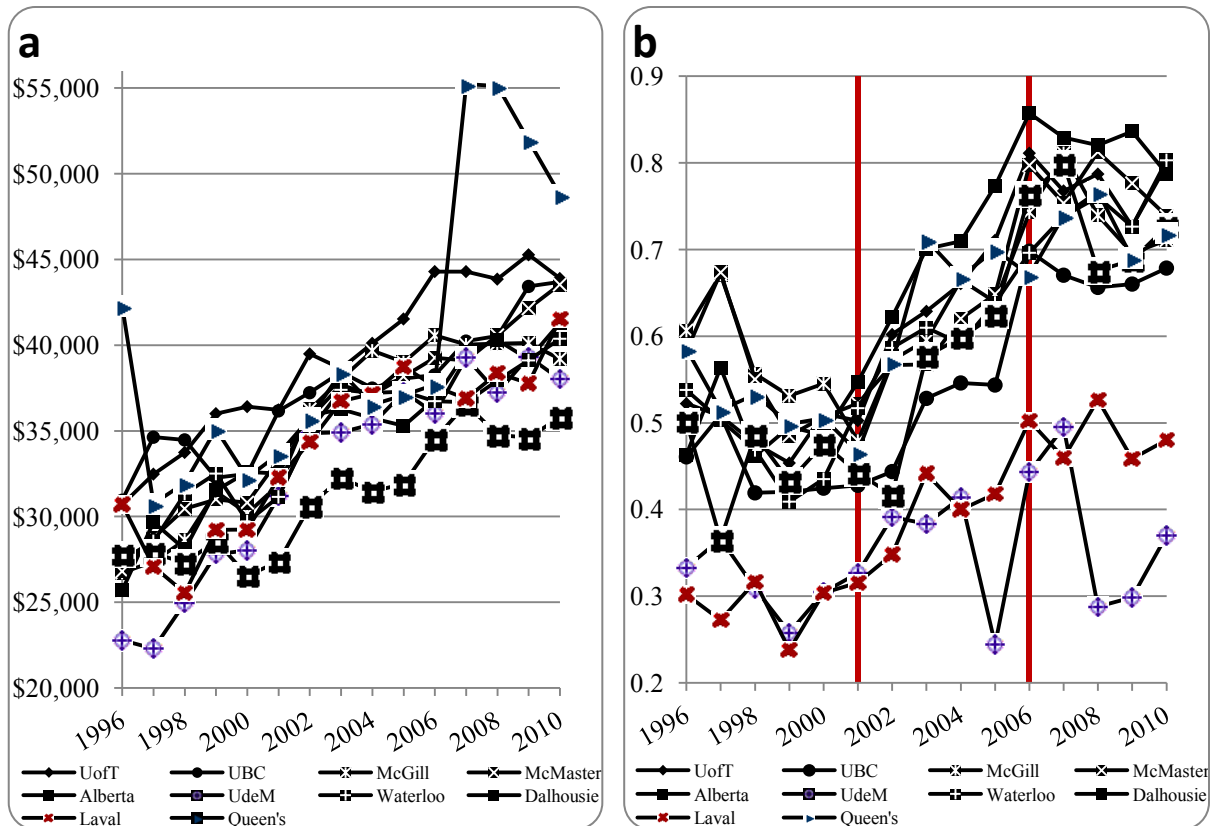 a
$55,000
$50,000
$45,000
$40,000
$35,000
$30,000
$25,000
$20,000
1996 1998 2000 2002 2004 2006 2008 2010
UofT UBC McGill McMaster
Alberta UdeM Waterloo Dalhousie
Laval Queen's
b
0.9
0.8
0.7
0.6
0.5
0.4
0.3
0.2
1996 1998 2000 2002 2004 2006 2008 2010
UofT UBC McGill McMaster
Alberta UdeM Waterloo Dalhousie
Laval Queen's